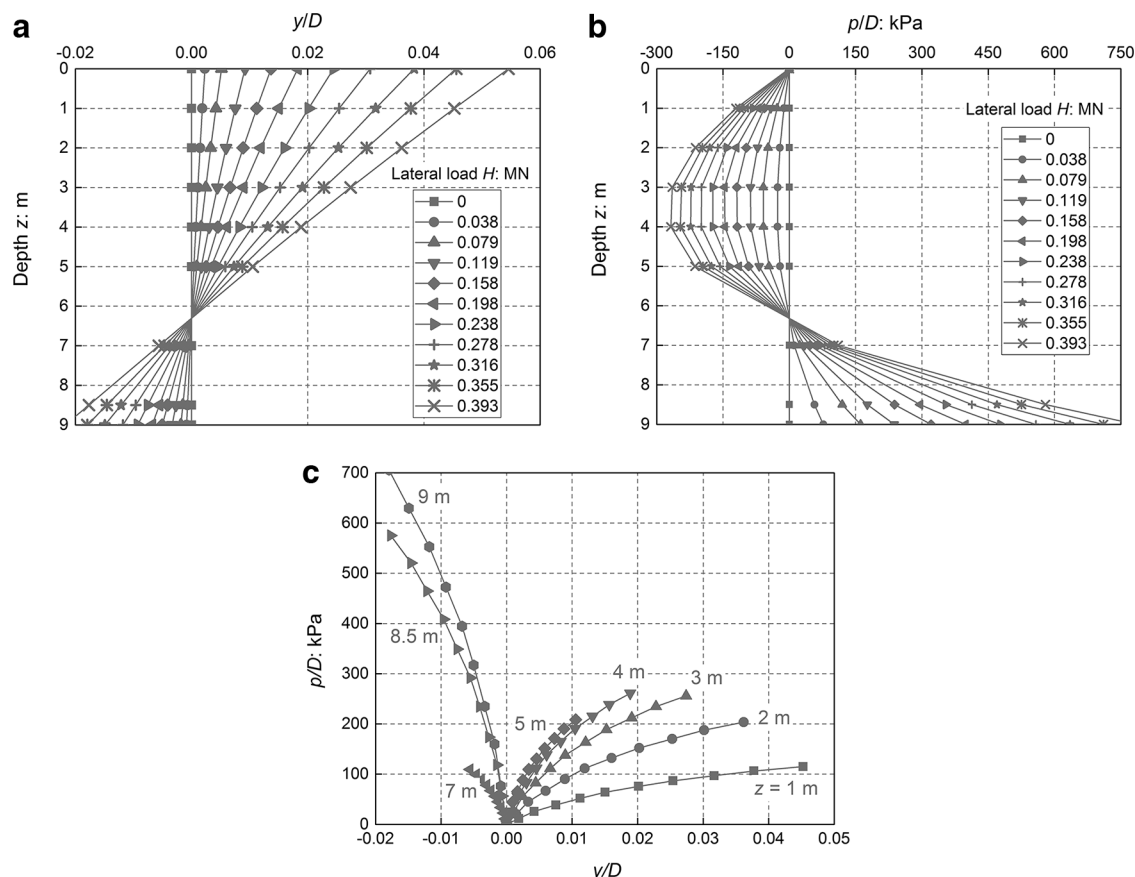 a
y/D
-0.02 0.00 0.02 0.04 0.06
0
1
2
3
4
5
6
7
8
9
Depth z: m
Lateral load H: MN
0
0.038
0.079
0.119
0.158
0.198
0.238
0.278
0.316
0.355
0.393
b
p/D: kPa
-300 -150 0 150 300 450 600 750
0
1
2
3
4
5
6
7
8
9
Depth z: m
Lateral load H: MN
0
0.038
0.079
0.119
0.158
0.198
0.238
0.278
0.316
0.355
0.393
c
700
600
500
400
300
200
100
0
p/D: kPa
9 m
8.5 m
7 m
5 m
4 m
3 m
2 m
z = 1 m
-0.02 -0.01 0.00 0.01 0.02 0.03 0.04 0.05
v/D